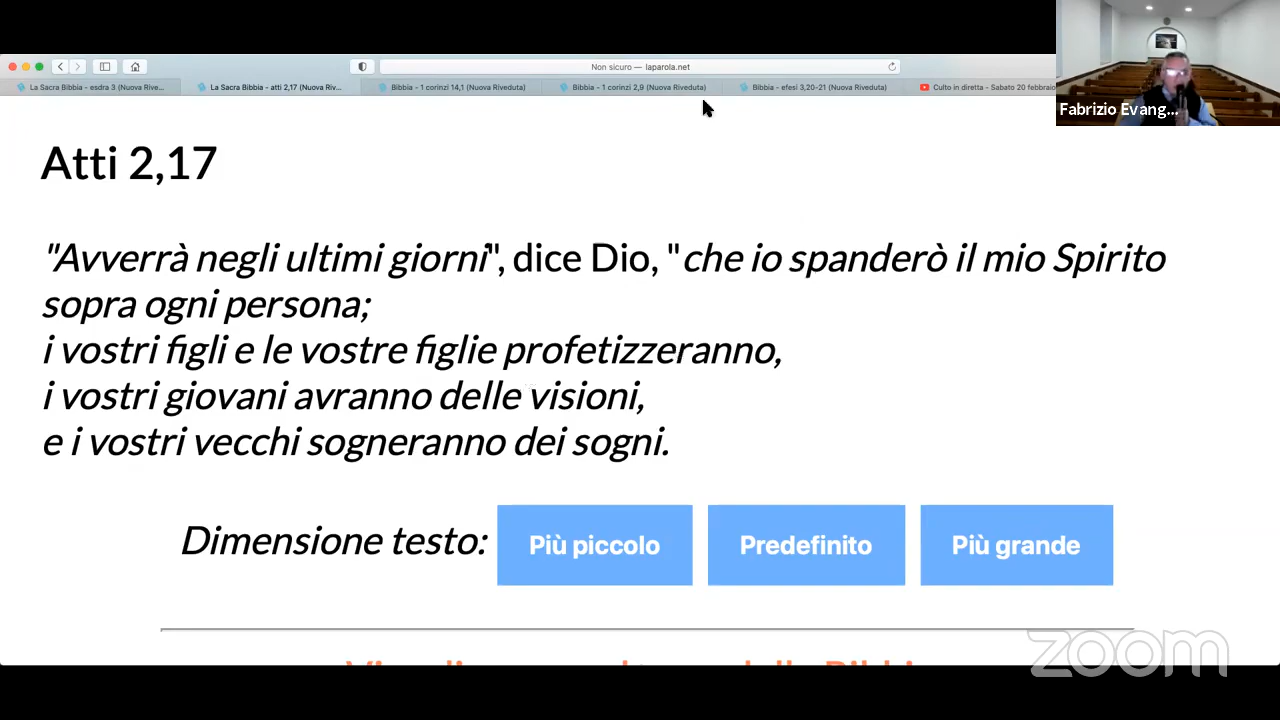 Non sicuro — laparola.net
La Sacra Bibbia - esdra 3 (Nuova Rive...
La Sacra Bibbia - atti 2,17 (Nuova Riv...
Bibbia - 1 corinzi 14,1 (Nuova Riveduta)
Bibbia - 1 corinzi 2,9 (Nuova Riveduta)
Bibbia - efesi 3,20-21 (Nuova Riveduta)
Culto in diretta - Sabato 20 febbraio
Fabrizio Evang...
Atti 2,17
"Avverrà negli ultimi giorni", dice Dio, "che io spanderò il mio Spirito
sopra ogni persona;
i vostri figli e le vostre figlie profetizzeranno,
i vostri giovani avranno delle visioni,
e i vostri vecchi sogneranno dei sogni.
Dimensione testo:
Più piccolo
Predefinito
Più grande
zoom